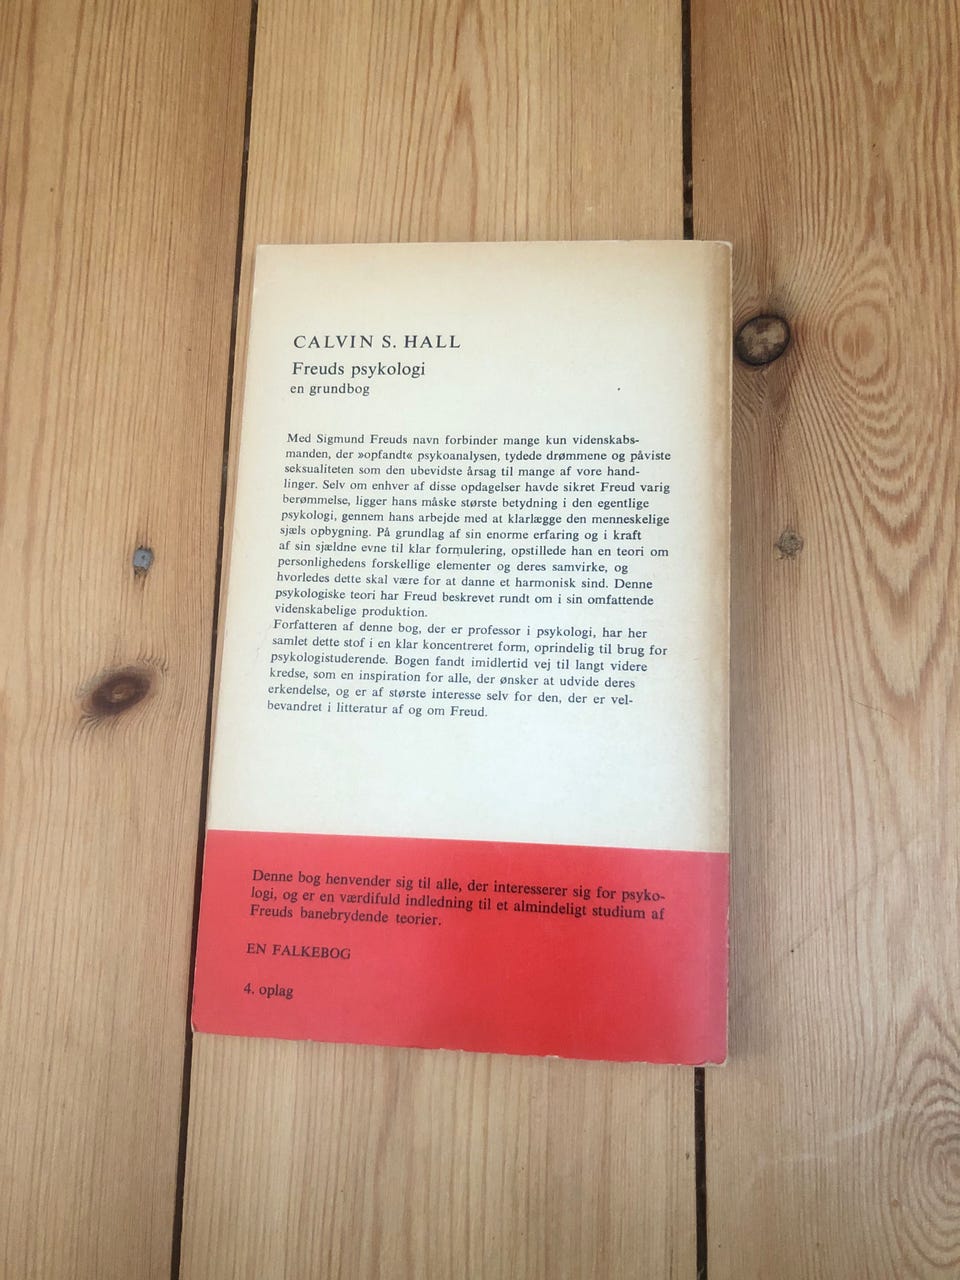 CALVIN S. HALL
Freuds psykologi
en grundbog
Med Sigmund Freuds navn forbinder mange kun videnskabs-
manden, der »opfandt« psykoanalysen, tydede drømmene og påviste
seksualiteten som den ubevidste årsag til mange af vore hand-
linger. Selv om enhver af disse opdagelser havde sikret Freud varig
berømmelse, ligger hans måske største betydning i den egentlige
psykologi, gennem hans arbejde med at klarlægge den menneskelige
sjæls opbygning. På grundlag af sin enorme erfaring og i kraft
af sin sjældne evne til klar formulering, opstillede han en teori om
personlighedens forskellige elementer og deres samvirke, og
hvorledes dette skal være for at danne et harmonisk sind. Denne
psykologiske teori har Freud beskrevet rundt om i sin omfattende
videnskabelige produktion.
Forfatteren af denne bog, der er professor i psykologi, har her
samlet dette stof i en klar koncentreret form, oprindelig til brug for
psykologistuderende. Bogen fandt imidlertid vej til langt videre
kredse, som en inspiration for alle, der ønsker at udvide deres
erkendelse, og er af største interesse selv for den, der er vel-
bevandret i litteratur af og om Freud.
Denne bog henvender sig til alle, der interesserer sig for psyko-
logi, og er en værdifuld indledning til et almindeligt studium af
Freuds banebrydende teorier.
EN FALKEBOG
4. oplag